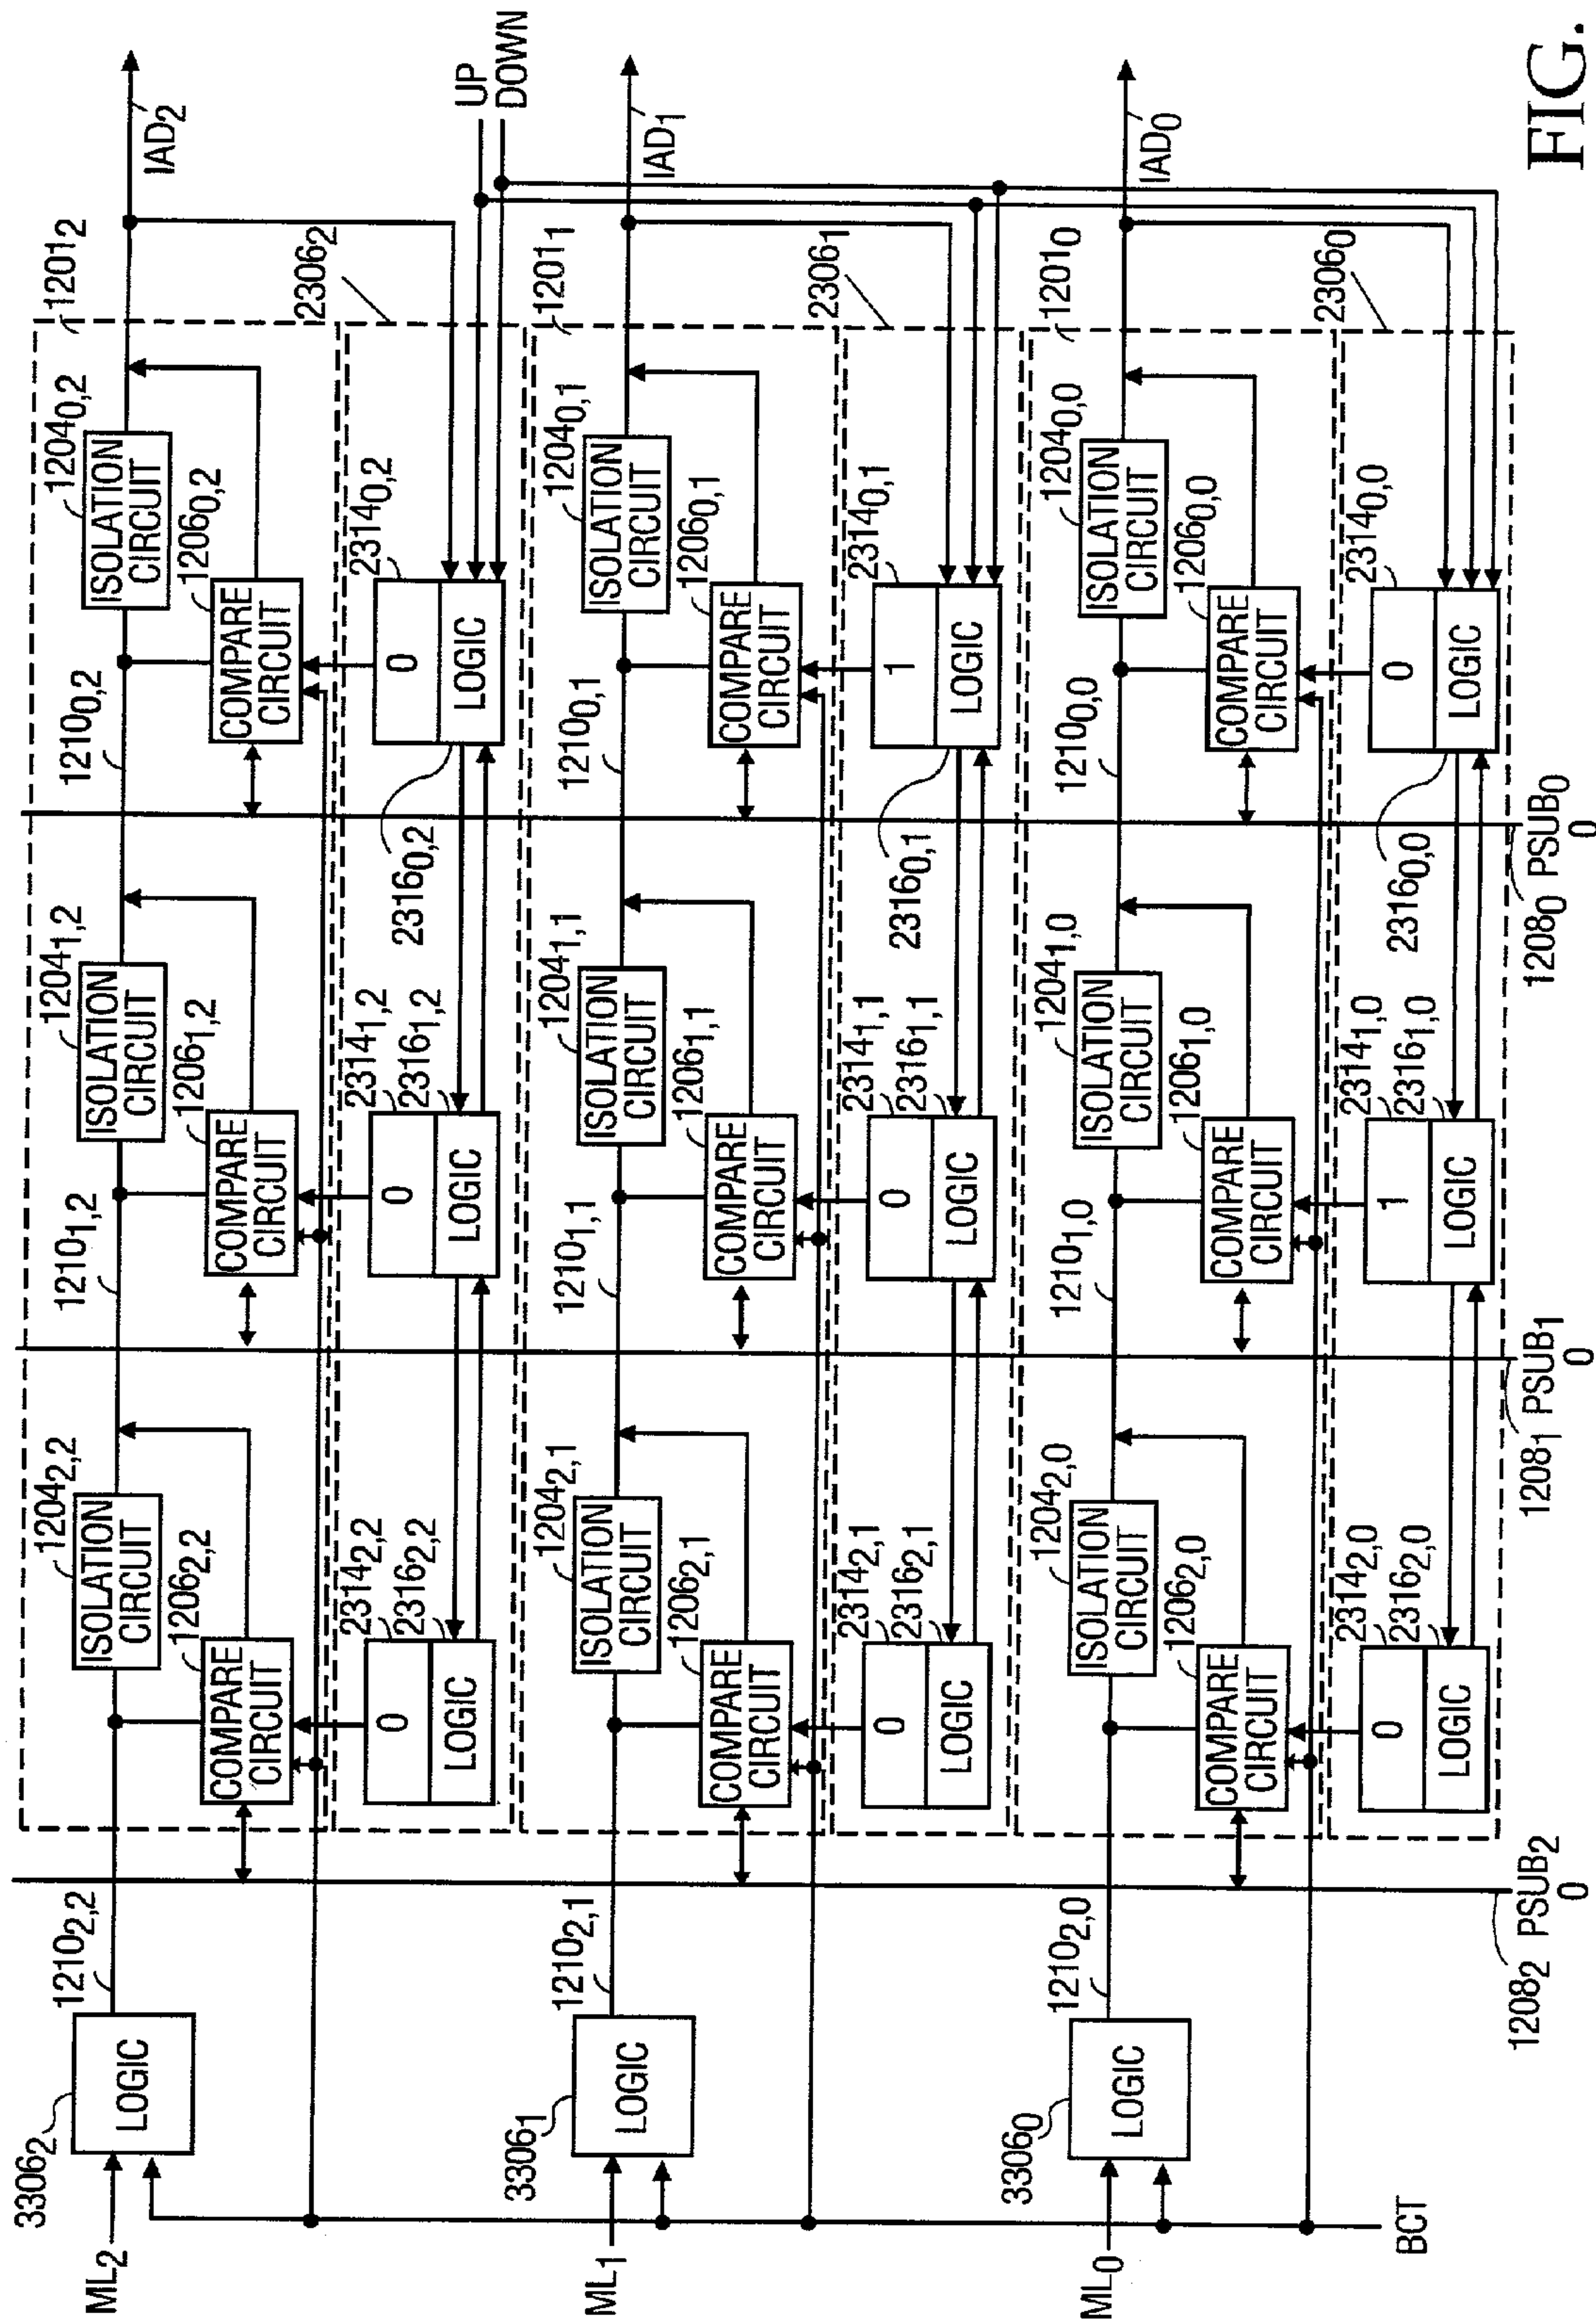 FIG.
ML2
33062
LOGIC
12102,2
12042,2
ISOLATION
CIRCUIT
12062,2
COMPARE
CIRCUIT
12101,2
12041,2
ISOLATION
CIRCUIT
12061,2
COMPARE
CIRCUIT
12100,2
12040,2
ISOLATION
CIRCUIT
12060,2
COMPARE
CIRCUIT
12012
IAD2
UP
DOWN
23142,2
23162,2
0
LOGIC
23141,2
23161,2
0
LOGIC
23160,2
23140,2
0
LOGIC
23062
ML1
33061
LOGIC
12102,1
12042,1
ISOLATION
CIRCUIT
12062,1
COMPARE
CIRCUIT
12101,1
12041,1
ISOLATION
CIRCUIT
12061,1
COMPARE
CIRCUIT
12100,1
12040,1
ISOLATION
CIRCUIT
12060,1
COMPARE
CIRCUIT
12011
IAD1
23142,1
23162,1
0
LOGIC
23141,1
23161,1
0
LOGIC
23160,1
23140,1
1
LOGIC
23061
ML0
33060
LOGIC
12102,0
12042,0
ISOLATION
CIRCUIT
12062,0
COMPARE
CIRCUIT
12101,0
12041,0
ISOLATION
CIRCUIT
12061,0
COMPARE
CIRCUIT
12100,0
12040,0
ISOLATION
CIRCUIT
12060,0
COMPARE
CIRCUIT
12010
IAD0
23142,0
23162,0
0
LOGIC
23141,0
23161,0
1
LOGIC
23160,0
23140,0
0
LOGIC
23060
BCT
12082
PSUB2
0
12081
PSUB1
0
12080
PSUB0
0